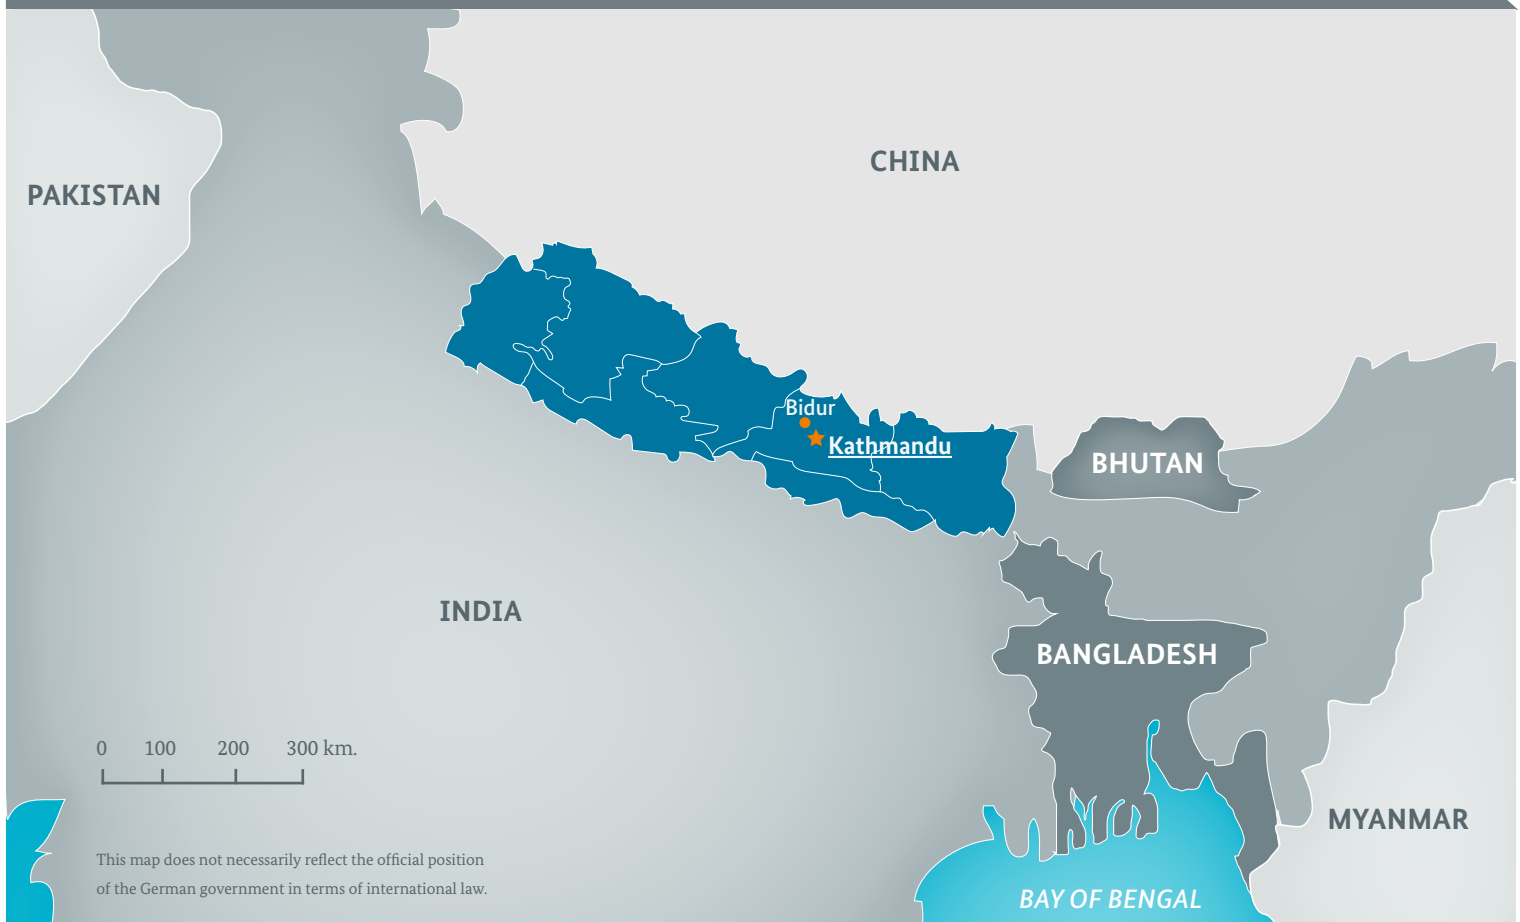 CHINA
PAKISTAN
Bidur
Kathmandu
BHUTAN
INDIA
BANGLADESH
0 100 200 300 km.
MYANMAR
This map does not necessarily reflect the official position
of the German government in terms of international law.
BAY OF BENGAL